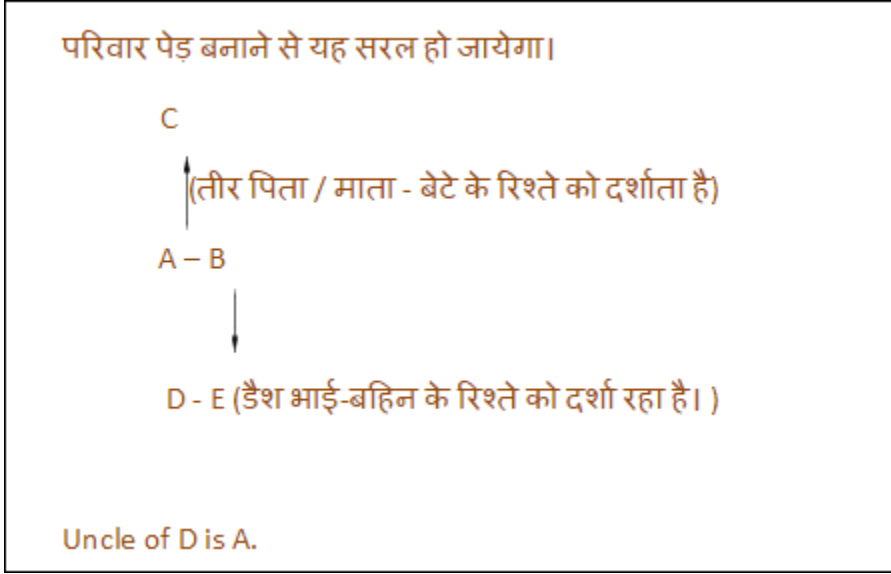 परिवार पेड़ बनाने से यह सरल हो जायेगा।
C
(तीर पिता / माता - बेटे के रिश्ते को दर्शाता है)
A – B
D - E (डैश भाई-बहिन के रिश्ते को दर्शा रहा है। )
Uncle of D is A.